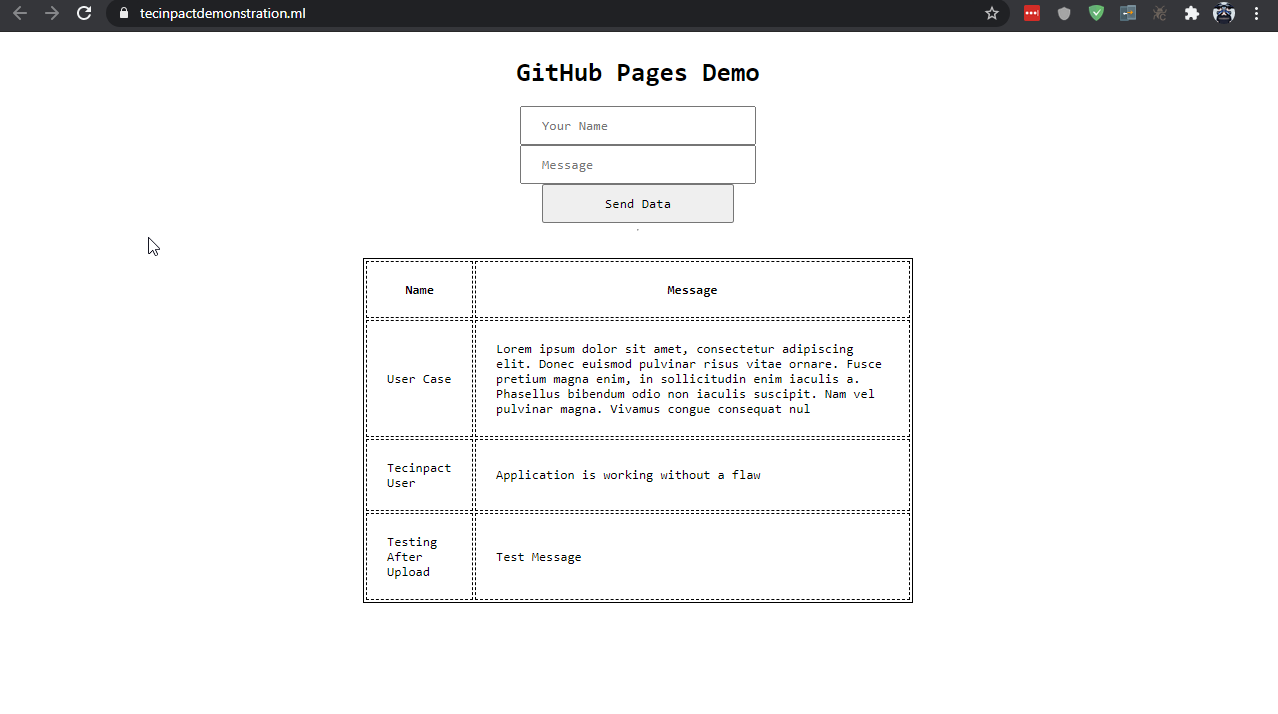 tecinpactdemonstration.ml
GitHub Pages Demo
Your Name
Message
Send Data
Name
Message
User Case
Lorem ipsum dolor sit amet, consectetur adipiscing
elit. Donec euismod pulvinar risus vitae ornare. Fusce
pretium magna enim, in sollicitudin enim iaculis a.
Phasellus bibendum odio non iaculis suscipit. Nam vel
pulvinar magna. Vivamus congue consequat nul
Tecinpact
User
Application is working without a flaw
Testing
After
Upload
Test Message